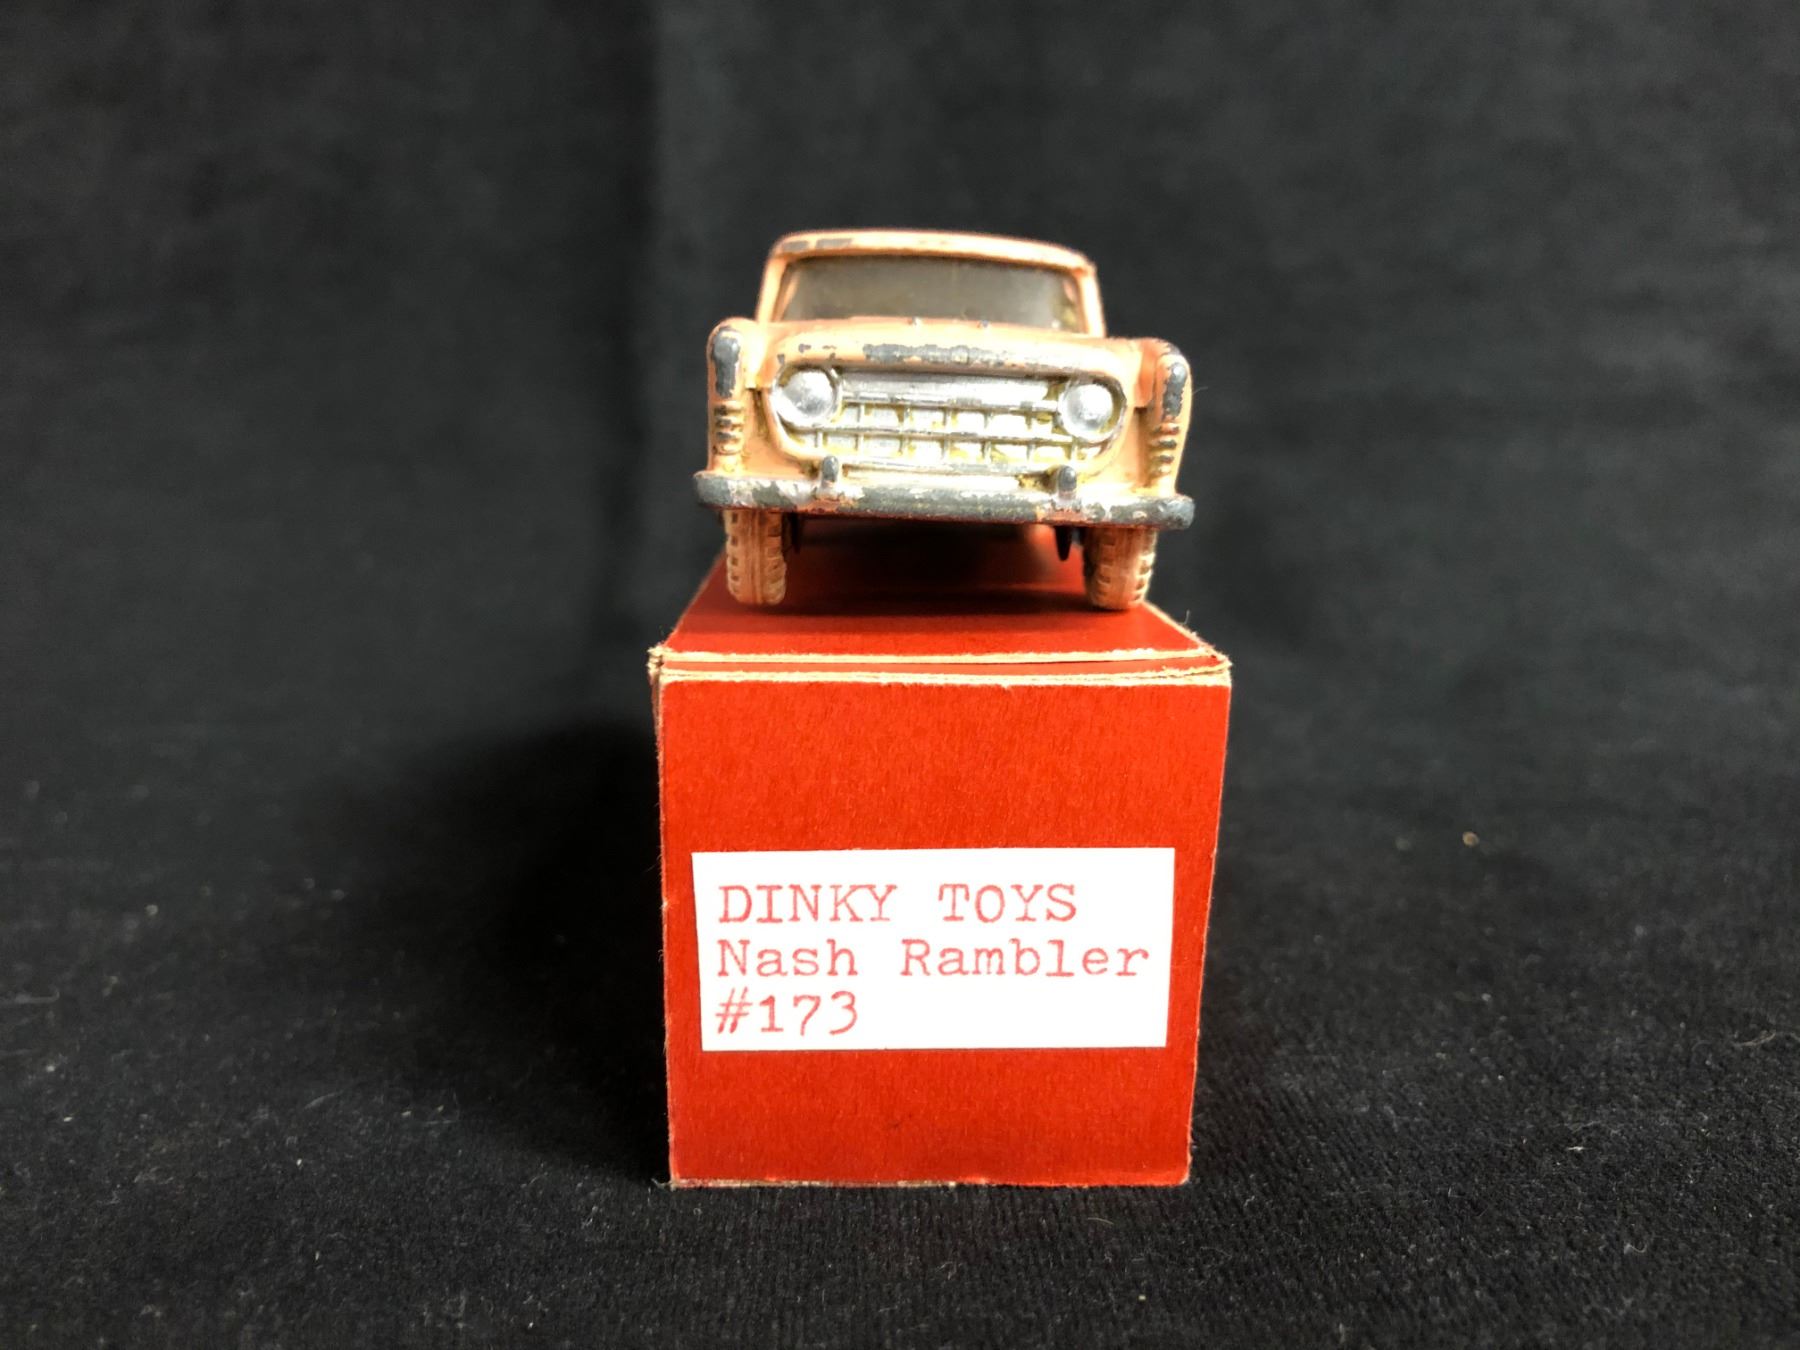 DINKY TOYS
Nash Rambler
#173